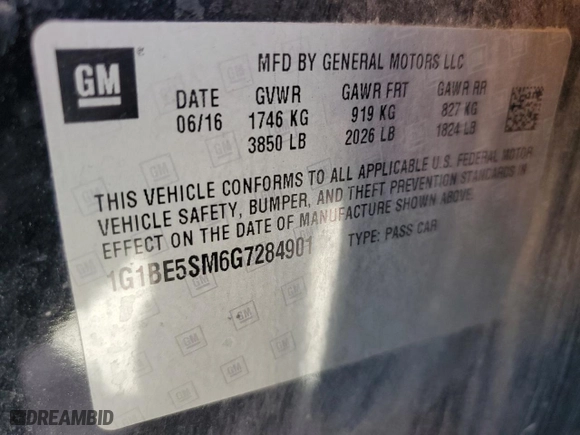 GM
MFD BY GENERAL MOTORS LLC
DATE GVWR GAWR FRT GAWR RR
06/16 1746 KG 919 KG 827 KG
3850 LB 2026 LB 1824 LB
THIS VEHICLE CONFORMS TO ALL APPLICABLE U.S. FEDERAL MOTOR
VEHICLE SAFETY, BUMPER, AND THEFT PREVENTION STANDARDS IN
EFFECT ON THE DATE OF MANUFACTURE SHOWN ABOVE.
1G1BE5SM6G7284901 TYPE: PASS CAR
DREAMBID